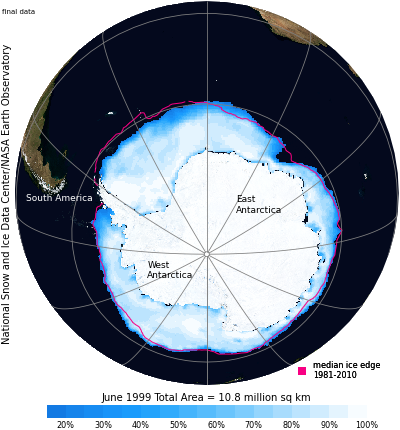 final data
National Snow and Ice Data Center/NASA Earth Observatory
South America
East
Antarctica
West
Antarctica
median ice edge
1981-2010
June 1999 Total Area = 10.8 million sq km
20% 30% 40% 50% 60% 70% 80% 90% 100%